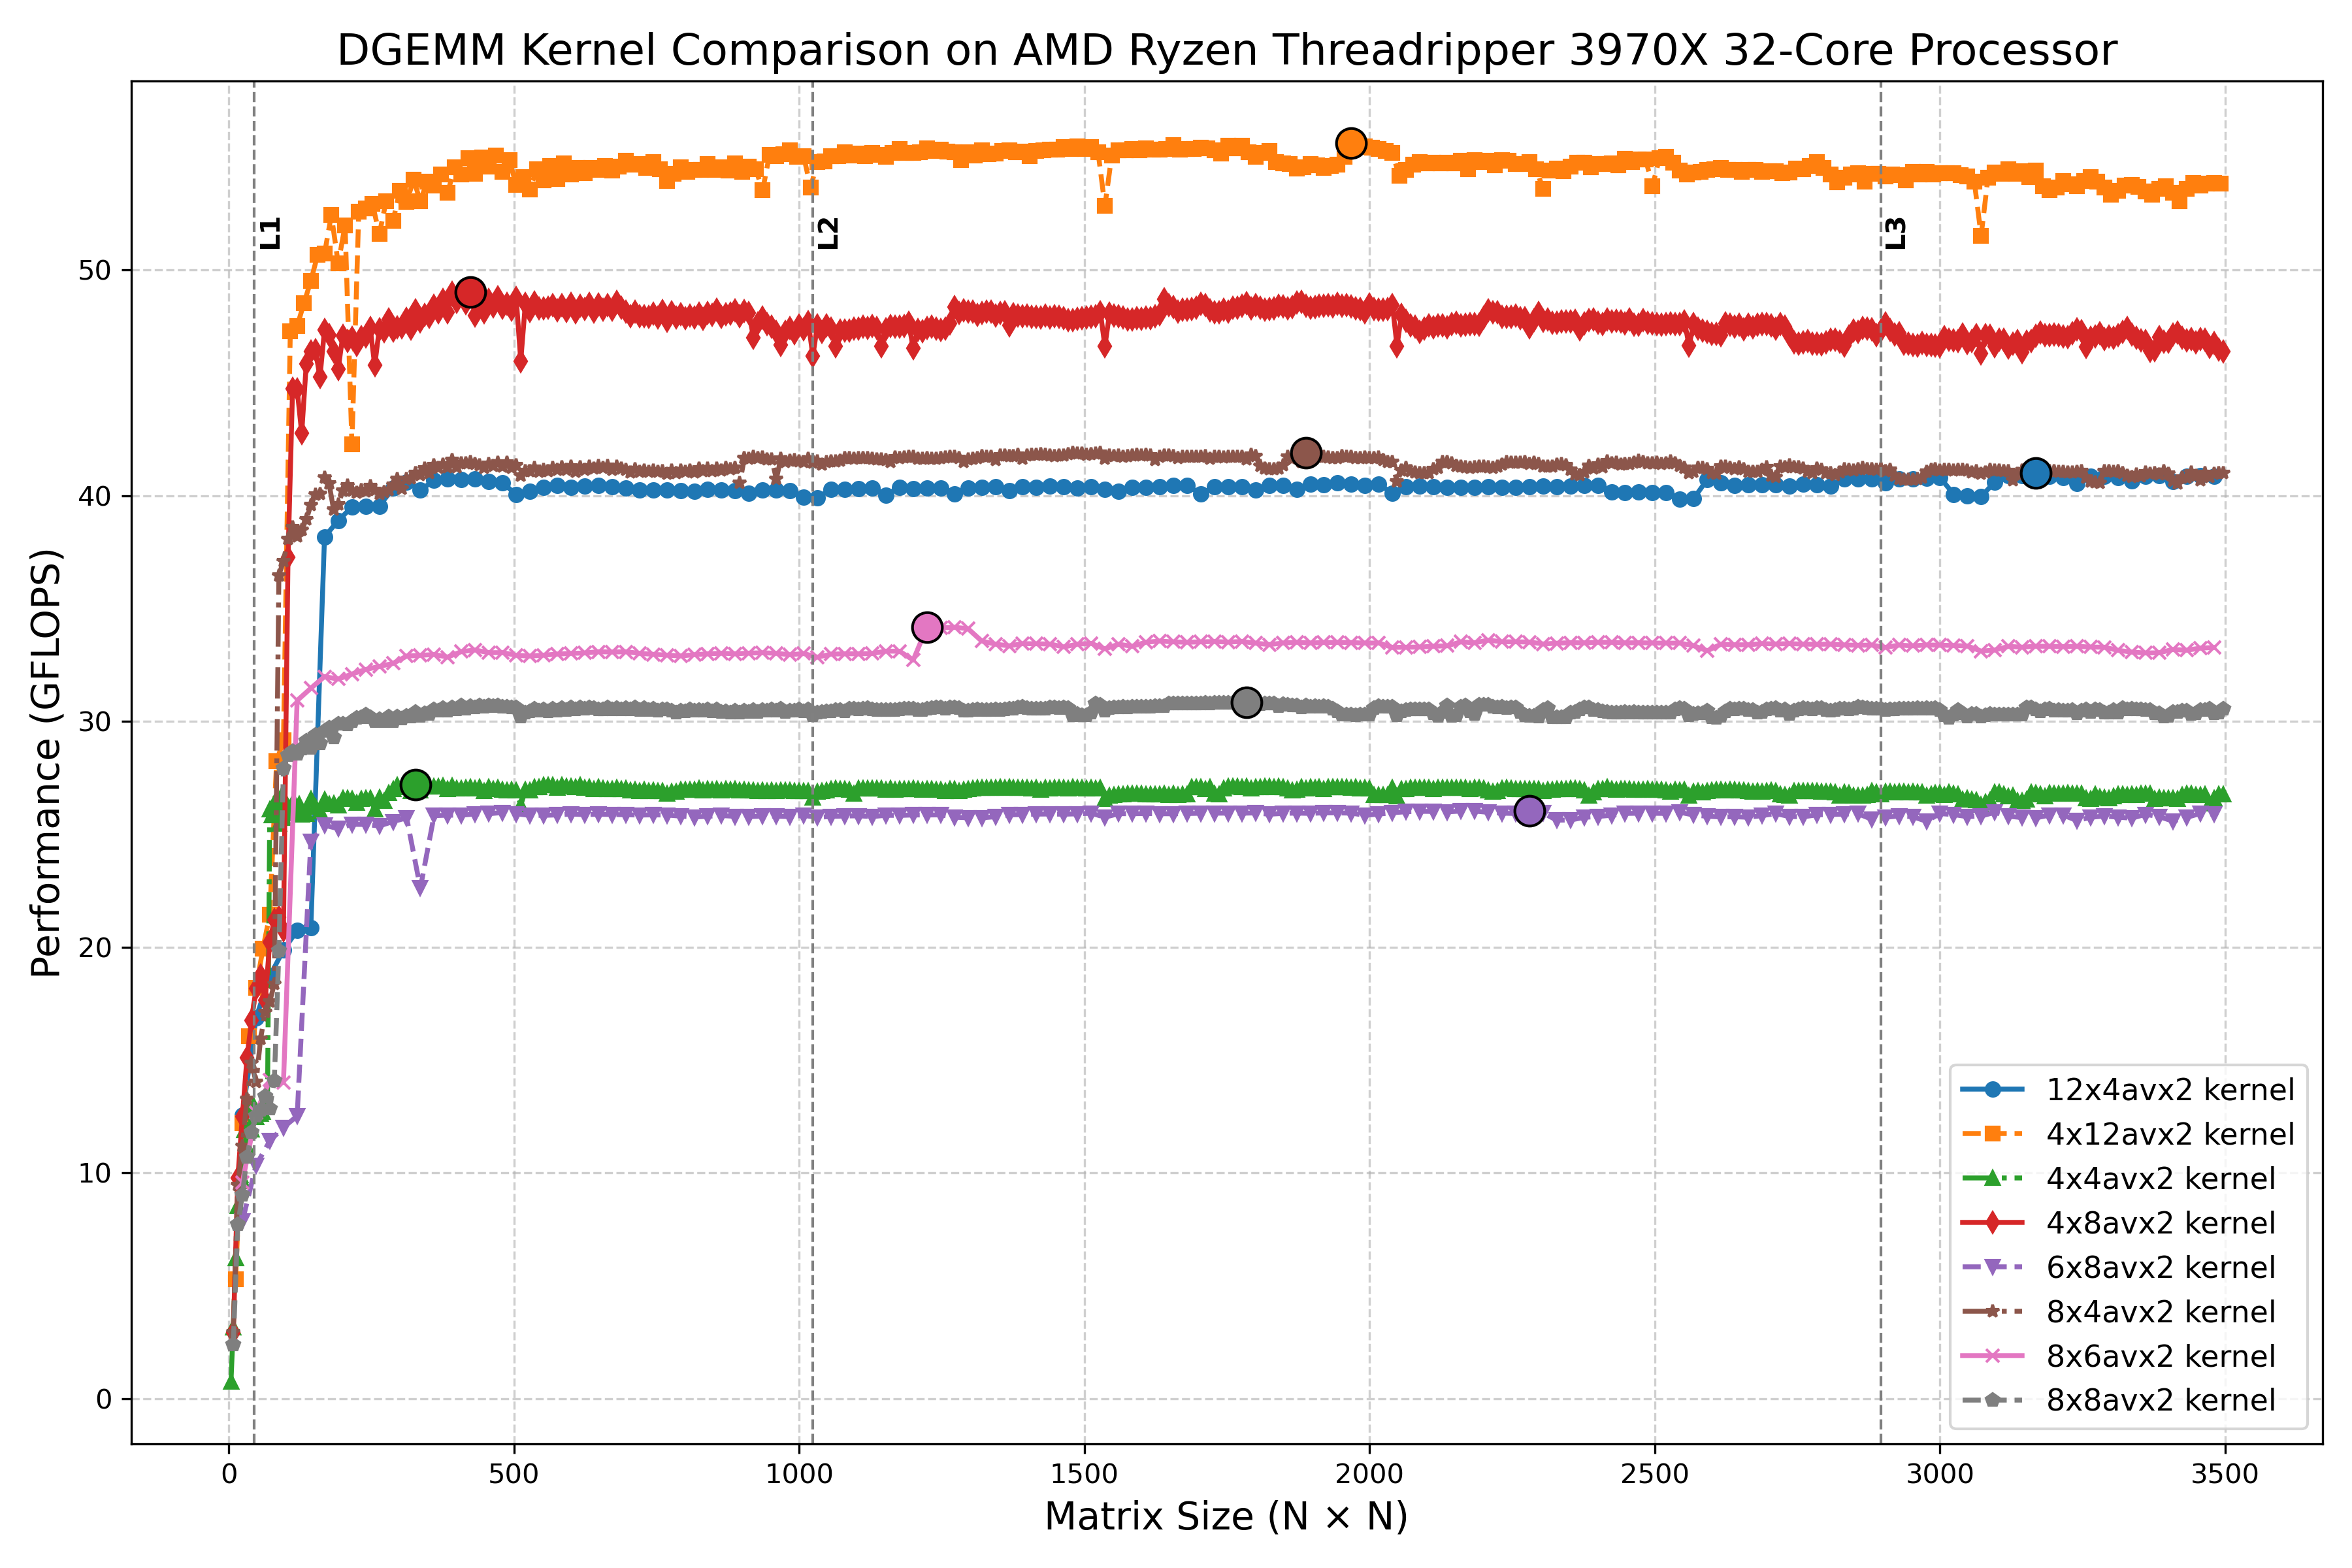 DGEMM Kernel Comparison on AMD Ryzen Threadripper 3970X 32-Core Processor
Performance (GFLOPS)
50
40
30
20
10
0
L1
L2
L3
12x4avx2 kernel
4x12avx2 kernel
4x4avx2 kernel
4x8avx2 kernel
6x8avx2 kernel
8x4avx2 kernel
8x6avx2 kernel
8x8avx2 kernel
0
500
1000
1500
2000
2500
3000
3500
Matrix Size (N × N)